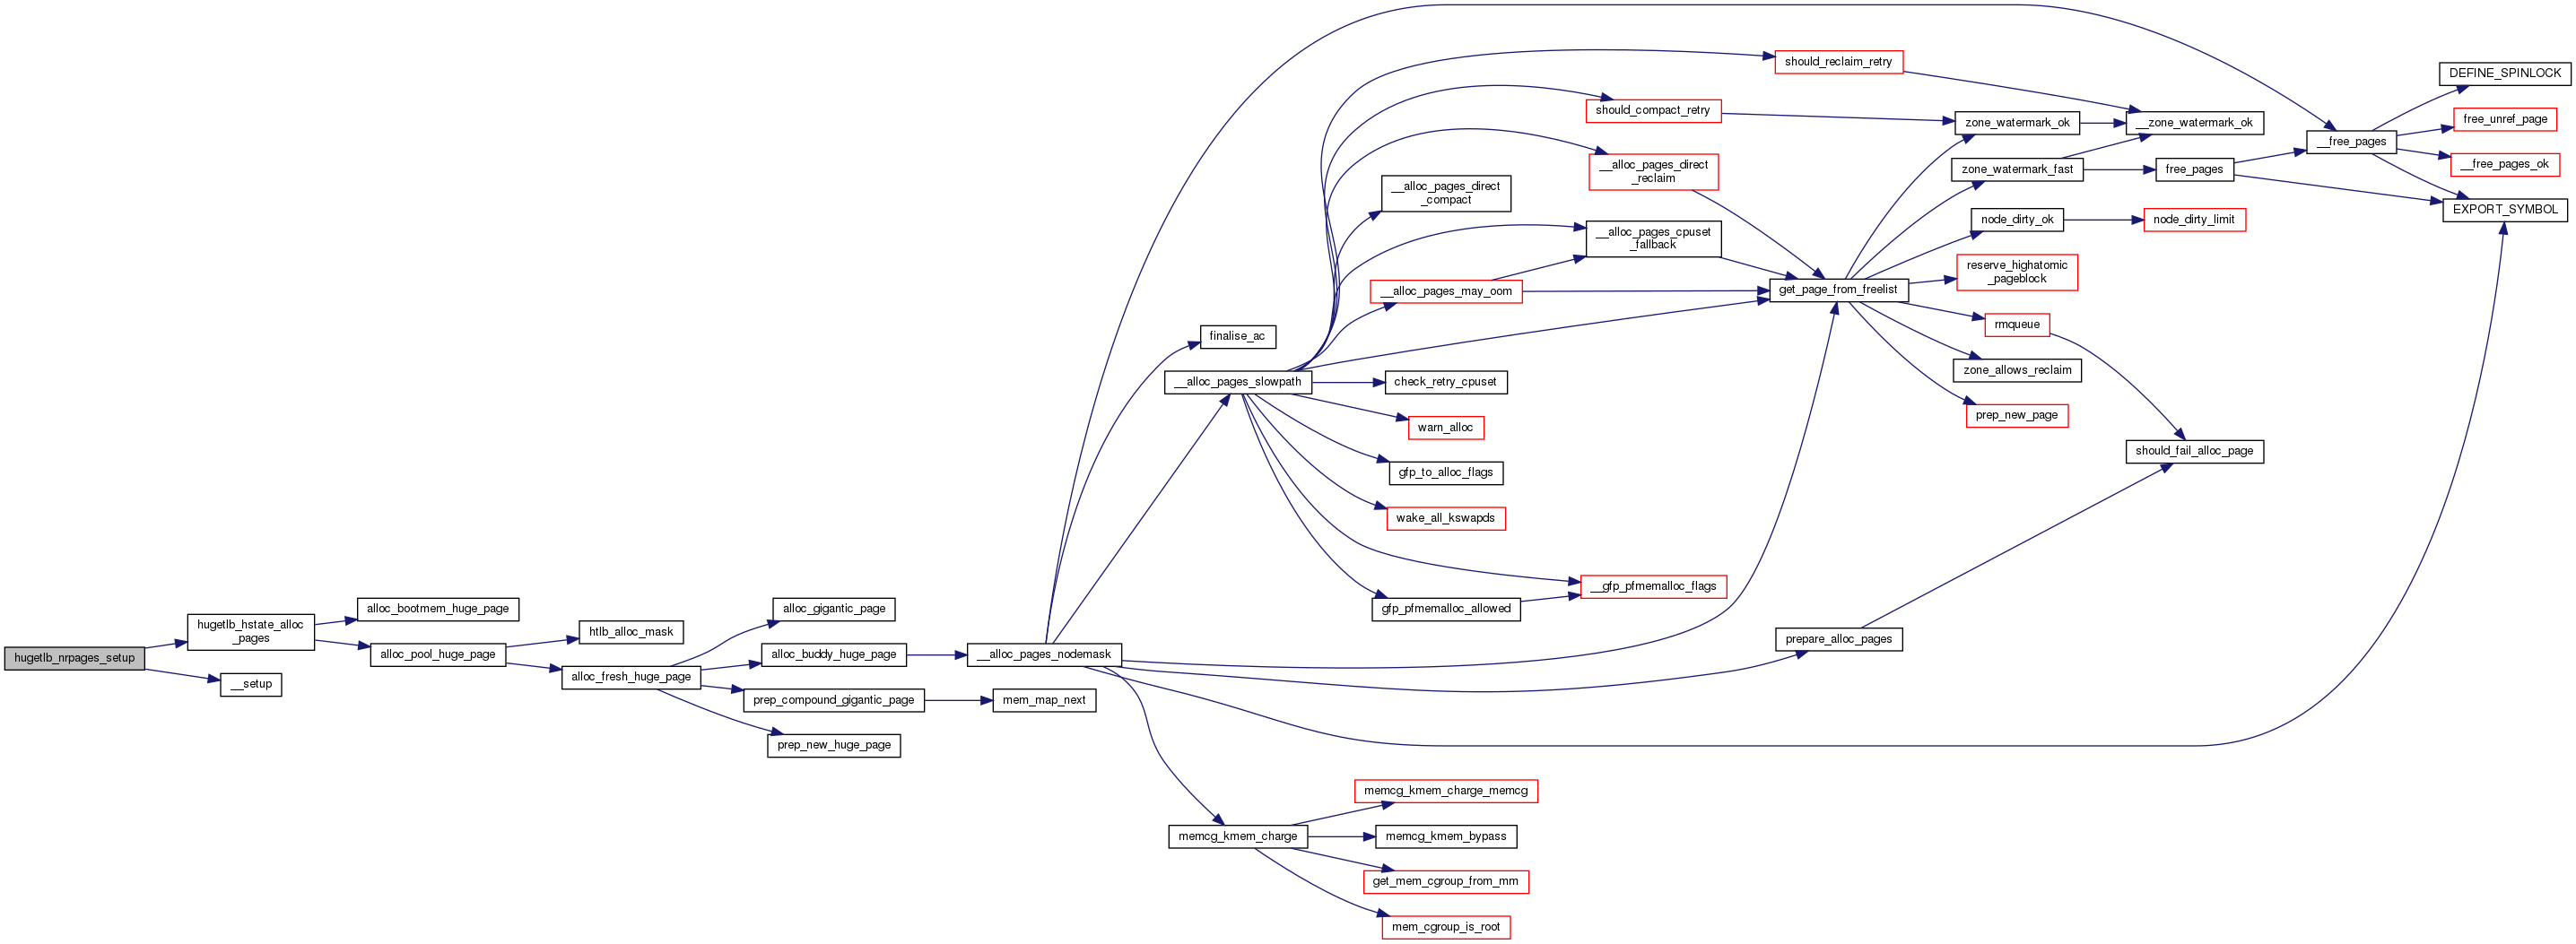 hugetlb_nrpages_setup
hugetlb_hstate_alloc
_pages
__setup
alloc_bootmem_huge_page
alloc_pool_huge_page
htlb_alloc_mask
alloc_fresh_huge_page
alloc_gigantic_page
alloc_buddy_huge_page
prep_compound_gigantic_page
prep_new_huge_page
__alloc_pages_nodemask
mem_map_next
finalise_ac
__alloc_pages_slowpath
memcg_kmem_charge
__alloc_pages_direct
_compact
__alloc_pages_may_oom
check_retry_cpuset
warn_alloc
gfp_to_alloc_flags
wake_all_kswapds
gfp_pfmemalloc_allowed
memcg_kmem_charge_memcg
memcg_kmem_bypass
get_mem_cgroup_from_mm
mem_cgroup_is_root
should_compact_retry
__alloc_pages_direct
_reclaim
__alloc_pages_cpuset
_fallback
__gfp_pfmemalloc_flags
should_reclaim_retry
get_page_from_freelist
prepare_alloc_pages
zone_watermark_ok
zone_watermark_fast
node_dirty_ok
reserve_highatomic
_pageblock
rmqueue
zone_allows_reclaim
prep_new_page
__zone_watermark_ok
free_pages
node_dirty_limit
should_fail_alloc_page
__free_pages
DEFINE_SPINLOCK
free_unref_page
__free_pages_ok
EXPORT_SYMBOL